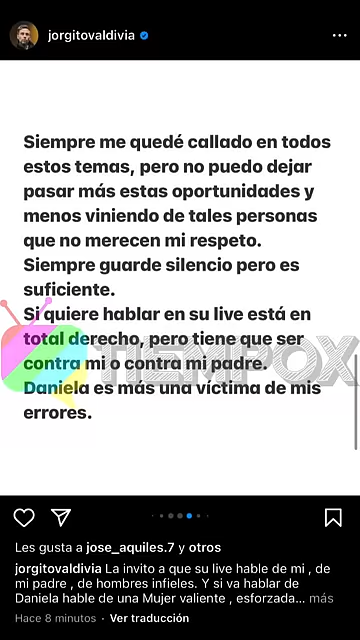 jorgitovaldivia
Siempre me quedé callado en todos
estos temas, pero no puedo dejar
pasar más estas oportunidades y
menos viniendo de tales personas
que no merecen mi respeto.
Siempre guarde silencio pero es
suficiente.
Si quiere hablar en su live está en
total derecho, pero tiene que ser
contra mi o contra mi padre.
Daniela es más una víctima de mis
errores.
TIEMPOX
Les gusta a jose_aquiles.7 y otros
jorgitovaldivia La invito a que su live hable de mi , de
mi padre , de hombres infieles. Y si va hablar de
Daniela hable de una Mujer valiente , esforzada... más
Hace 8 minutos · Ver traducción